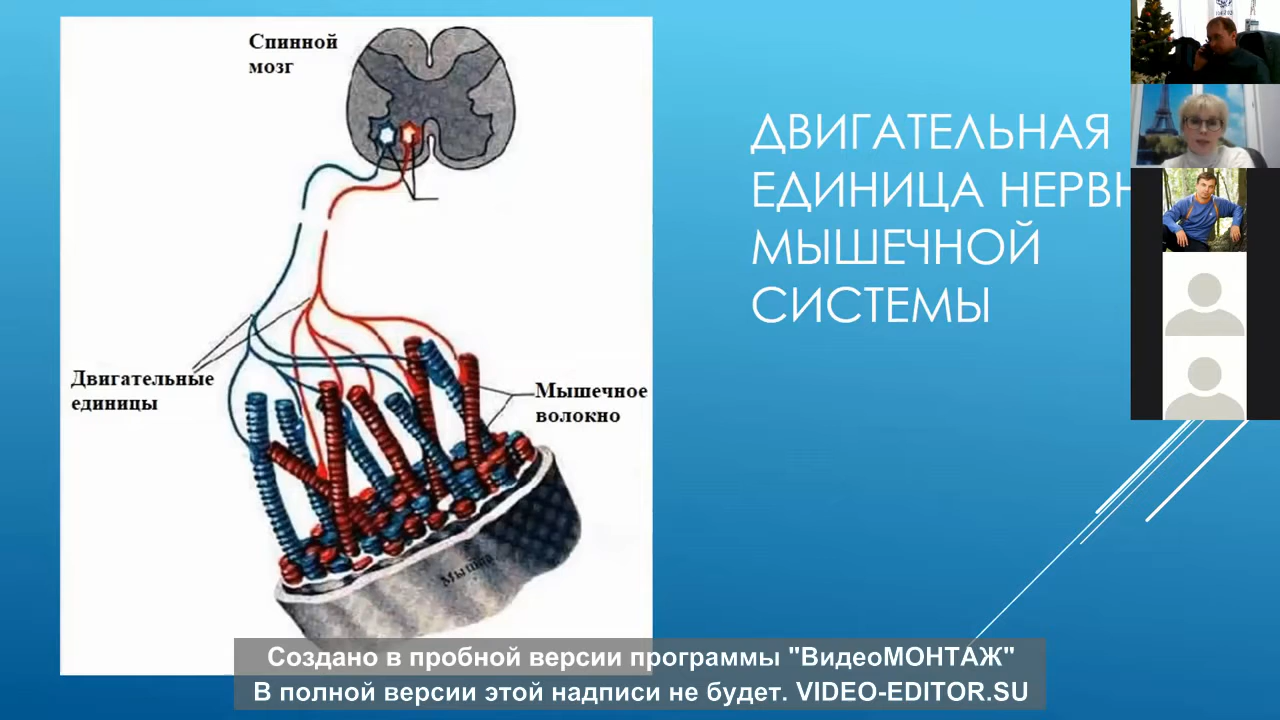 Спинной
мозг
ДВИГАТЕЛЬНАЯ
ЕДИНИЦА НЕРВН
МЫШЕЧНОЙ
СИСТЕМЫ
Двигательные
единицы
Мышечное
волокно
Мышца
Создано в пробной версии программы "ВидеоМОНТАЖ"
В полной версии этой надписи не будет. VIDEO-EDITOR.SU